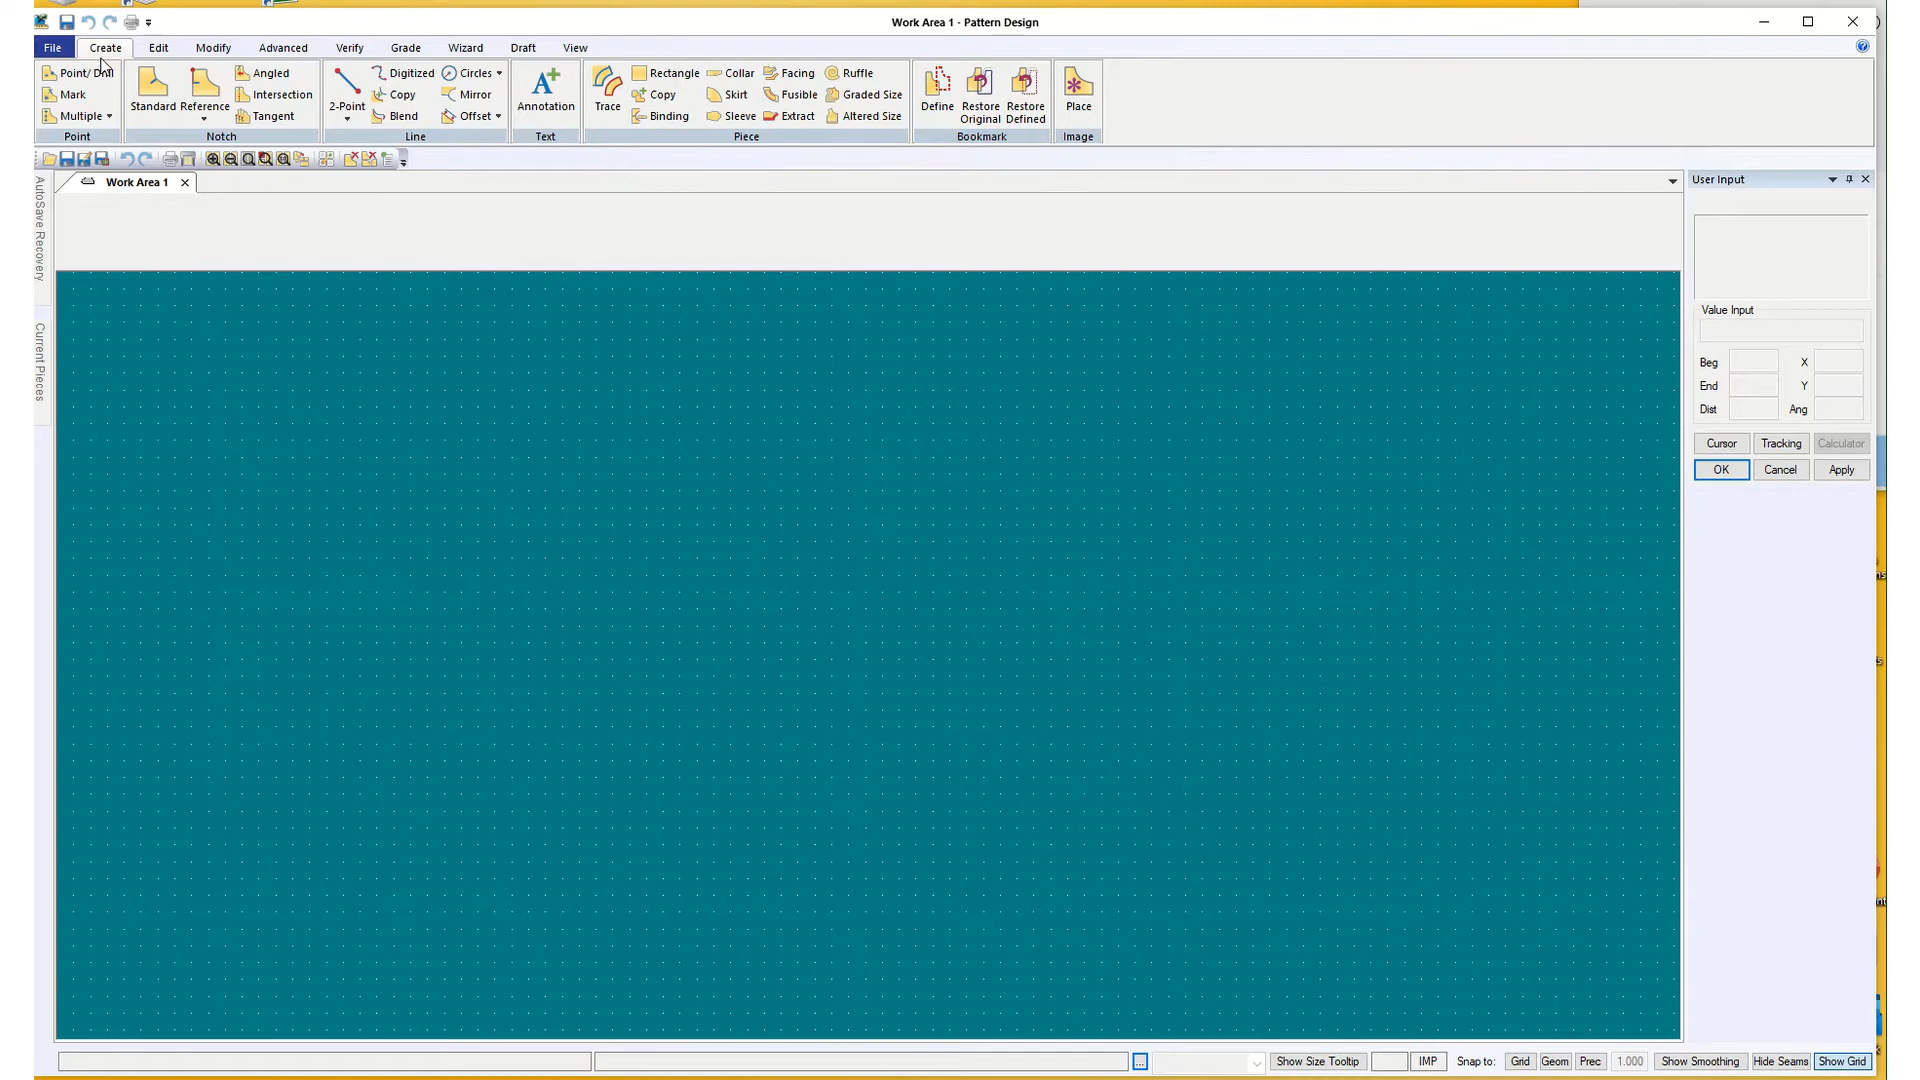 Work Area 1 - Pattern Design
File Create Edit Modify Advanced Verify Grade Wizard Draft View
Point/ Drill
Mark
Multiple
Point
Standard Reference
Angled
Intersection
Tangent
Notch
2-Point
Digitized Circles
Copy Mirror
Blend Offset
Line
Annotation
Text
Trace
Rectangle Collar Facing Ruffle
Copy Skirt Fusible Graded Size
Binding Sleeve Extract Altered Size
Piece
Define Restore Original Restore Defined
Bookmark
Place
Image
Work Area 1
AutoSave Recovery
Current Pieces
User Input
Value Input
Beg X
End Y
Dist Ang
Cursor Tracking Calculator
OK Cancel Apply
... Show Size Tooltip IMP Snap to: Grid Geom Prec 1.000 Show Smoothing Hide Seams Show Grid